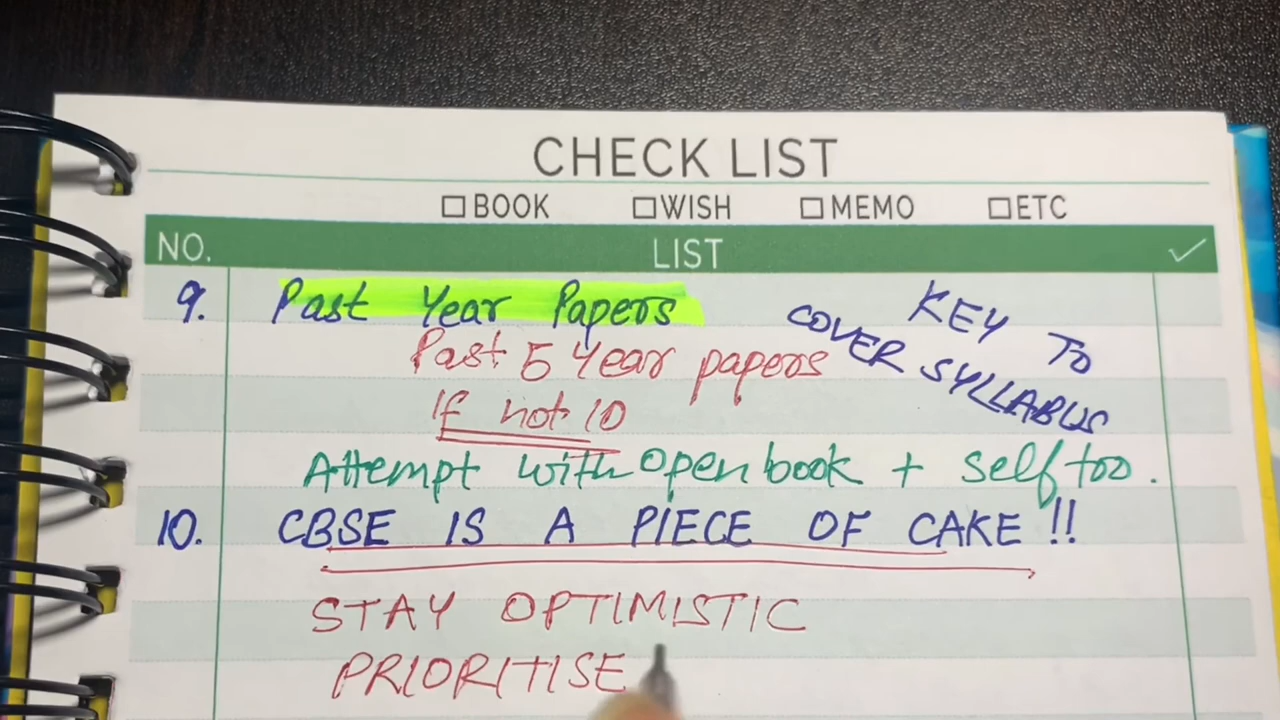 CHECK LIST
☐ BOOK ☐ WISH ☐ MEMO ☐ ETC
NO. LIST ✓
9. Past Year Papers
KEY TO
COVER SYLLABUS
Past 5 Year papers
If not 10
Attempt with open book + self too.
10. CBSE IS A PIECE OF CAKE !!
STAY OPTIMISTIC
PRIORITISE